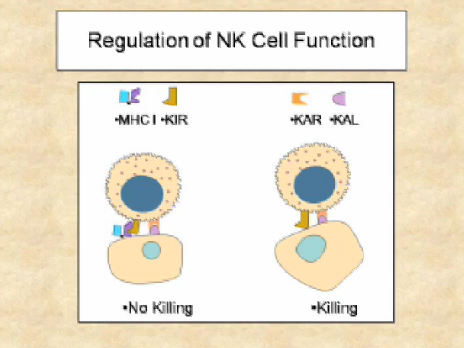 Regulation of NK Cell Function
•MHC I •KIR
•KAR •KAL
•No Killing
•Killing